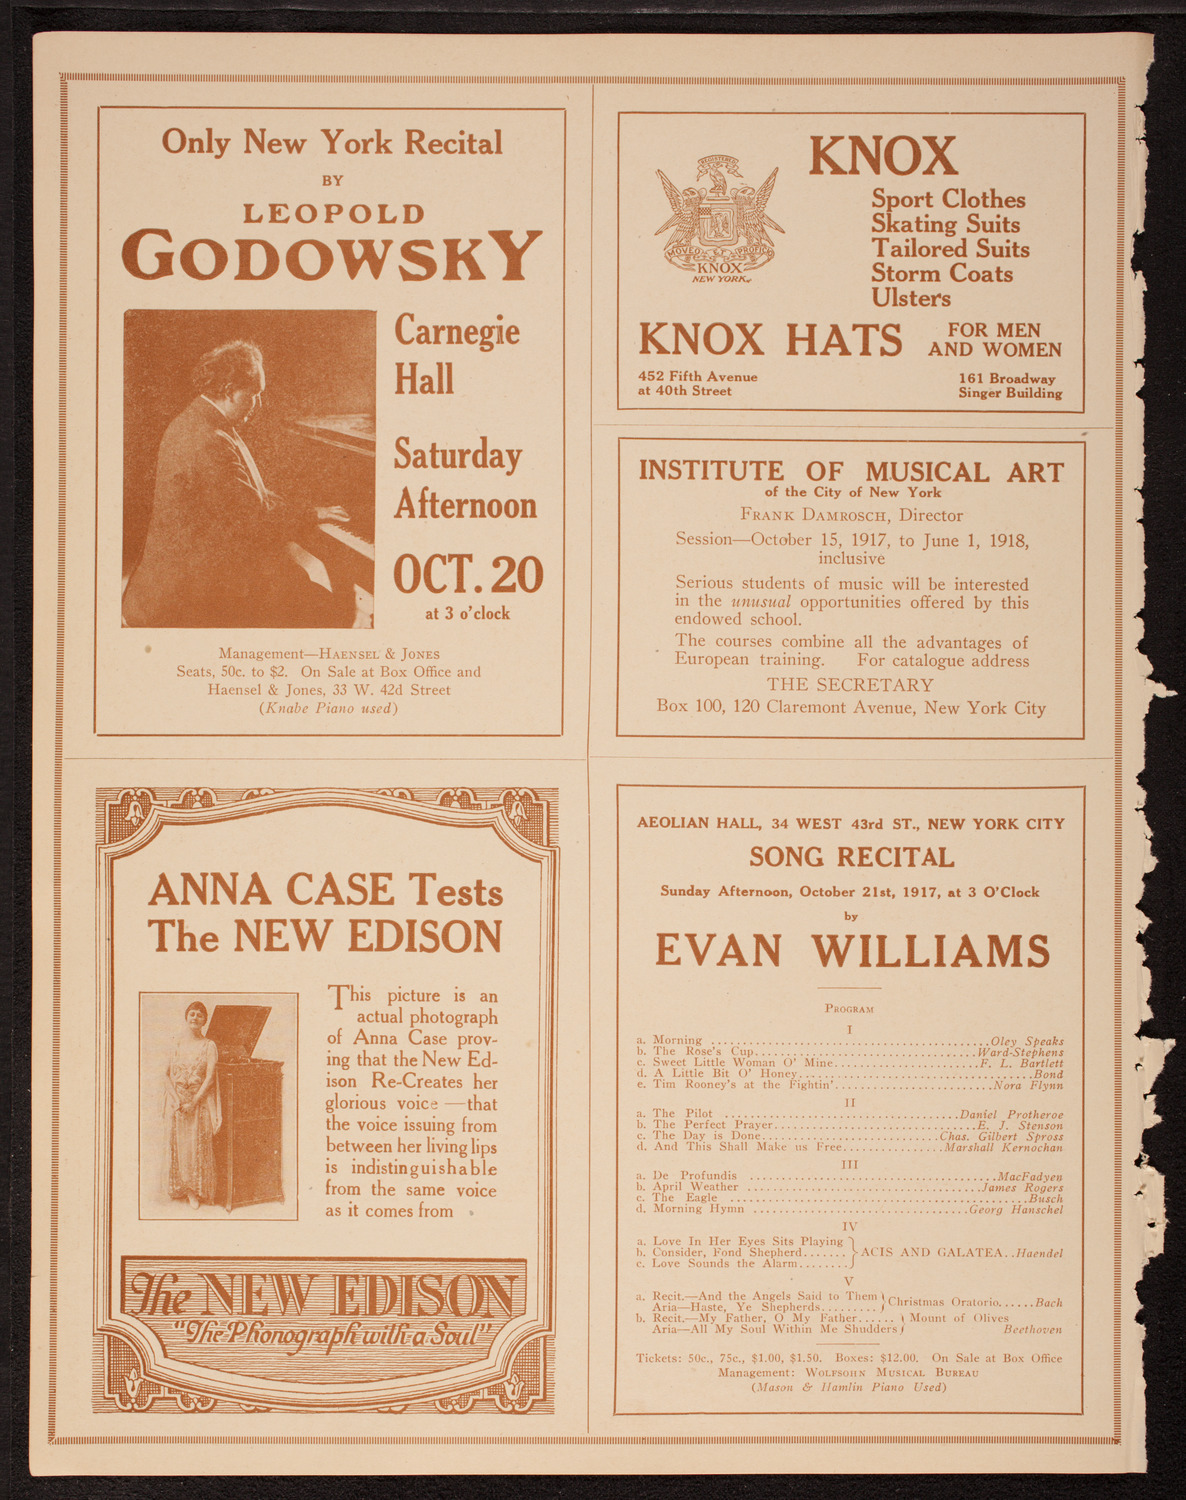 Only New York Recital
BY
LEOPOLD
GODOWSKY
Carnegie
Hall
Saturday
Afternoon
OCT. 20
at 3 o'clock
Management—HAENSEL & JONES
Seats, 50c. to $2. On Sale at Box Office and
Haensel & Jones, 33 W. 42d Street
(Knabe Piano used)
REGISTERED
MOVEO ET PROFICIO
KNOX
NEW YORK
KNOX
Sport Clothes
Skating Suits
Tailored Suits
Storm Coats
Ulsters
KNOX HATS FOR MEN
AND WOMEN
452 Fifth Avenue
at 40th Street
161 Broadway
Singer Building
INSTITUTE OF MUSICAL ART
of the City of New York
FRANK DAMROSCH, Director
Session—October 15, 1917, to June 1, 1918,
inclusive
Serious students of music will be interested
in the unusual opportunities offered by this
endowed school.
The courses combine all the advantages of
European training. For catalogue address
THE SECRETARY
Box 100, 120 Claremont Avenue, New York City
ANNA CASE Tests
The NEW EDISON
This picture is an
actual photograph
of Anna Case prov-
ing that the New Ed-
ison Re-Creates her
glorious voice—that
the voice issuing from
between her living lips
is indistinguishable
from the same voice
as it comes from
The NEW EDISON
"The Phonograph with a Soul"
AEOLIAN HALL, 34 WEST 43rd ST., NEW YORK CITY
SONG RECITAL
Sunday Afternoon, October 21st, 1917, at 3 O'Clock
by
EVAN WILLIAMS
PROGRAM
I
a. Morning ........ Oley Speaks
b. The Rose's Cup........ Ward-Stephens
c. Sweet Little Woman O' Mine........ F. L. Bartlett
d. A Little Bit O' Honey........ Bond
e. Tim Rooney's at the Fightin'........ Nora Flynn
II
a. The Pilot ........ Daniel Protheroe
b. The Perfect Prayer........ E. J. Stenson
c. The Day is Done........ Chas. Gilbert Spross
d. And This Shall Make us Free........ Marshall Kernochan
III
a. De Profundis ........ MacFadyen
b. April Weather ........ James Rogers
c. The Eagle ........ Busch
d. Morning Hymn ........ Georg Hanschel
IV
a. Love In Her Eyes Sits Playing
b. Consider, Fond Shepherd....... ACIS AND GALATEA..Haendel
c. Love Sounds the Alarm........
V
a. Recit.—And the Angels Said to Them
Aria—Haste, Ye Shepherds......... Christmas Oratorio......Bach
b. Recit.—My Father, O My Father...... Mount of Olives
Aria—All My Soul Within Me Shudders Beethoven
Tickets: 50c., 75c., $1.00, $1.50. Boxes: $12.00. On Sale at Box Office
Management: WOLFSOHN MUSICAL BUREAU
(Mason & Hamlin Piano Used)